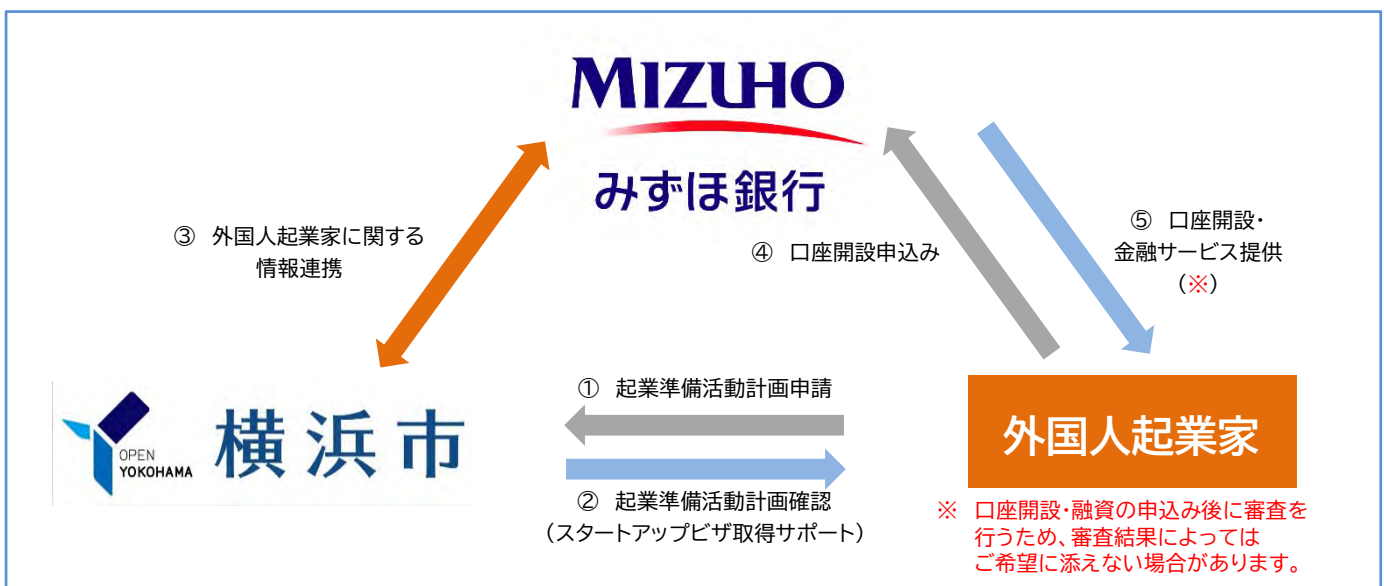 MIZUHO
みずほ銀行
③ 外国人起業家に関する
情報連携
④ 口座開設申込み
⑤ 口座開設・
金融サービス提供
(※)
① 起業準備活動計画申請
OPEN
YOKOHAMA
横浜市
外国人起業家
② 起業準備活動計画確認
(スタートアップビザ取得サポート)
※ 口座開設・融資の申込み後に審査を
行うため、審査結果によっては
ご希望に添えない場合があります。